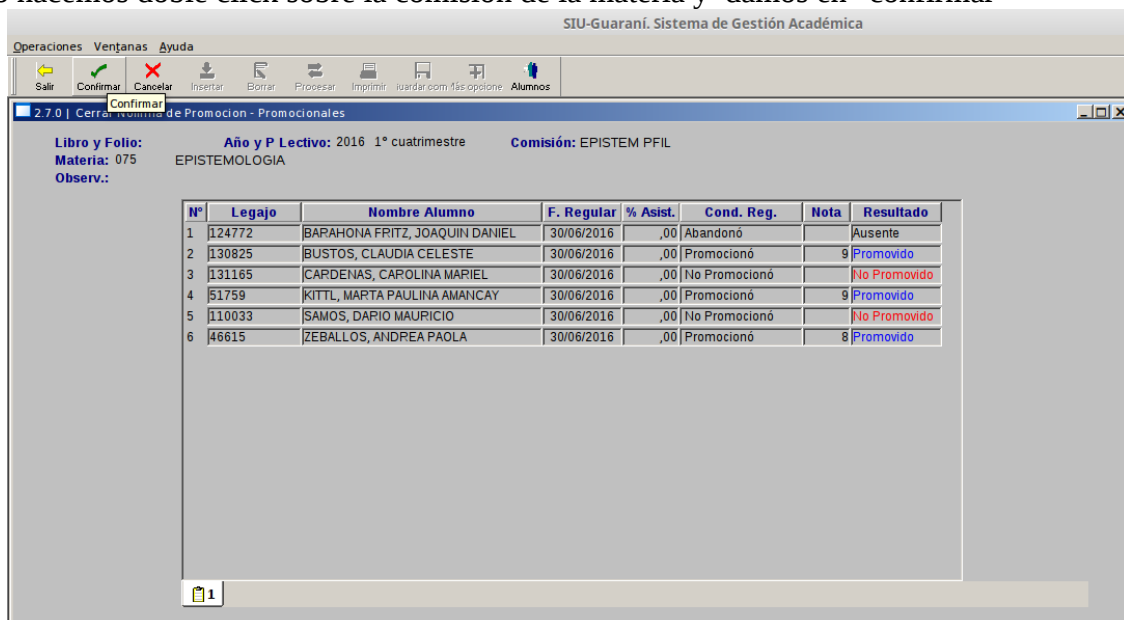 hacemos doble click sobre la comisión de la materia y damos en confirmar
SIU-Guaraní. Sistema de Gestión Académica
Operaciones Ventanas Ayuda
Salir Confirmar Cancelar Insertar Borrar Procesar Imprimir uardar com Más opcione Alumnos
Confirmar
2.7.0 | Cerrar de Promocion - Promocionales
Libro y Folio: Año y P Lectivo: 2016 1º cuatrimestre Comisión: EPISTEM PFIL
Materia: 075 EPISTEMOLOGIA
Observ.:
Nº Legajo Nombre Alumno F. Regular % Asist. Cond. Reg. Nota Resultado
1 124772 BARAHONA FRITZ, JOAQUIN DANIEL 30/06/2016 ,00 Abandonó Ausente
2 130825 BUSTOS, CLAUDIA CELESTE 30/06/2016 ,00 Promocionó 9 Promovido
3 131165 CARDENAS, CAROLINA MARIEL 30/06/2016 ,00 No Promocionó No Promovido
4 51759 KITTL, MARTA PAULINA AMANCAY 30/06/2016 ,00 Promocionó 9 Promovido
5 110033 SAMOS, DARIO MAURICIO 30/06/2016 ,00 No Promocionó No Promovido
6 46615 ZEBALLOS, ANDREA PAOLA 30/06/2016 ,00 Promocionó 8 Promovido
1